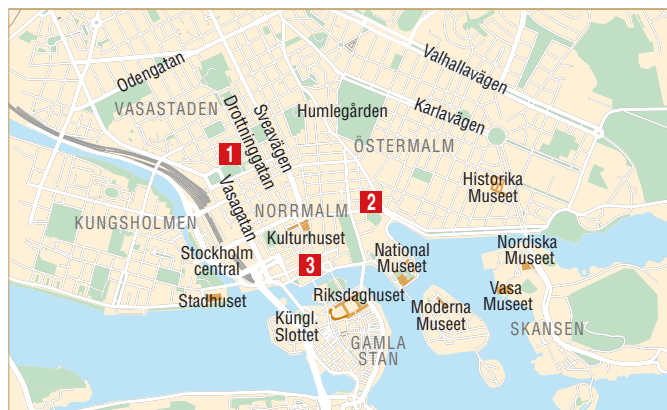 Odengatan
Valhallavägen
VASASTADEN
Drottninggatan
Sveavägen
Humlegården
Karlavägen
ÖSTERMALM
1
Historika
Museet
Vasagatan
NORRMALM
2
KUNGSHOLMEN
Kulturhuset
Stockholm
central
3
National
Museet
Nordiska
Museet
Stadhuset
Riksdaghuset
Vasa
Museet
Küngl.
Slottet
Moderna
Museet
SKANSEN
GAMLA
STAN